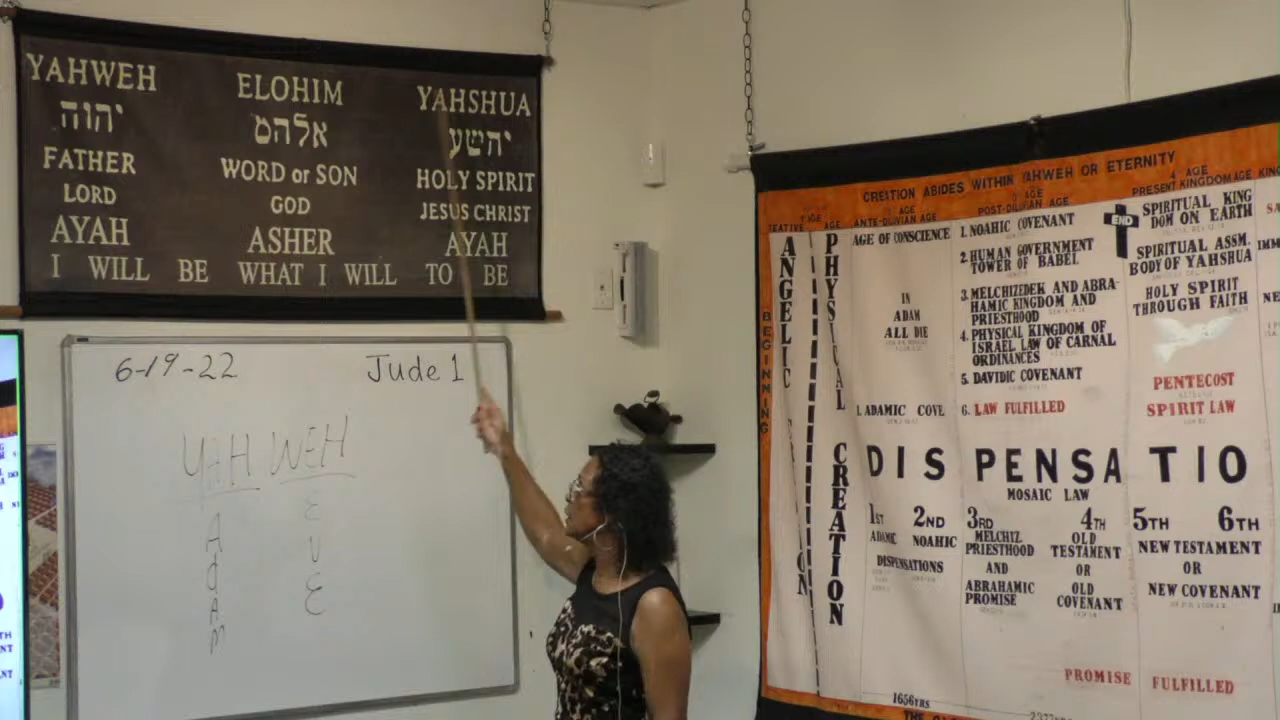 YAHWEH ELOHIM YAHSHUA
יהוה אלהם יהשע
FATHER WORD or SON HOLY SPIRIT
LORD GOD JESUS CHRIST
AYAH ASHER AYAH
I WILL BE WHAT I WILL TO BE
6-19-22 Jude 1
YAH WEH
A
d
A
M
E
V
E
CREATION ABIDES WITHIN YAHWEH OR ETERNITY
AGE
ANTE-DILUVIAN AGE
AGE
POST-DILUVIAN AGE
AGE
PRESENT KINGDOM AGE
BEGINNING
ANGELIC
PHYSICAL CREATION
AGE OF CONSCIENCE
IN
ADAM
ALL DIE
1. ADAMIC COVE
1. NOAHIC COVENANT
2. HUMAN GOVERNMENT
TOWER OF BABEL
3. MELCHIZEDEK AND ABRA-
HAMIC KINGDOM AND
PRIESTHOOD
4. PHYSICAL KINGDOM OF
ISRAEL LAW OF CARNAL
ORDINANCES
5. DAVIDIC COVENANT
6. LAW FULFILLED
END
SPIRITUAL KING
DOM ON EARTH
SPIRITUAL ASSM.
BODY OF YAHSHUA
HOLY SPIRIT
THROUGH FAITH
PENTECOST
SPIRIT LAW
DISPENSATIO
MOSAIC LAW
1ST 2ND 3RD 4TH 5TH 6TH
ADAMIC NOAHIC
DISPENSATIONS
MELCHIZ
PRIESTHOOD
AND
ABRAHAMIC
PROMISE
OLD
TESTAMENT
OR
OLD
COVENANT
NEW TESTAMENT
OR
NEW COVENANT
PROMISE FULFILLED
1656YRS